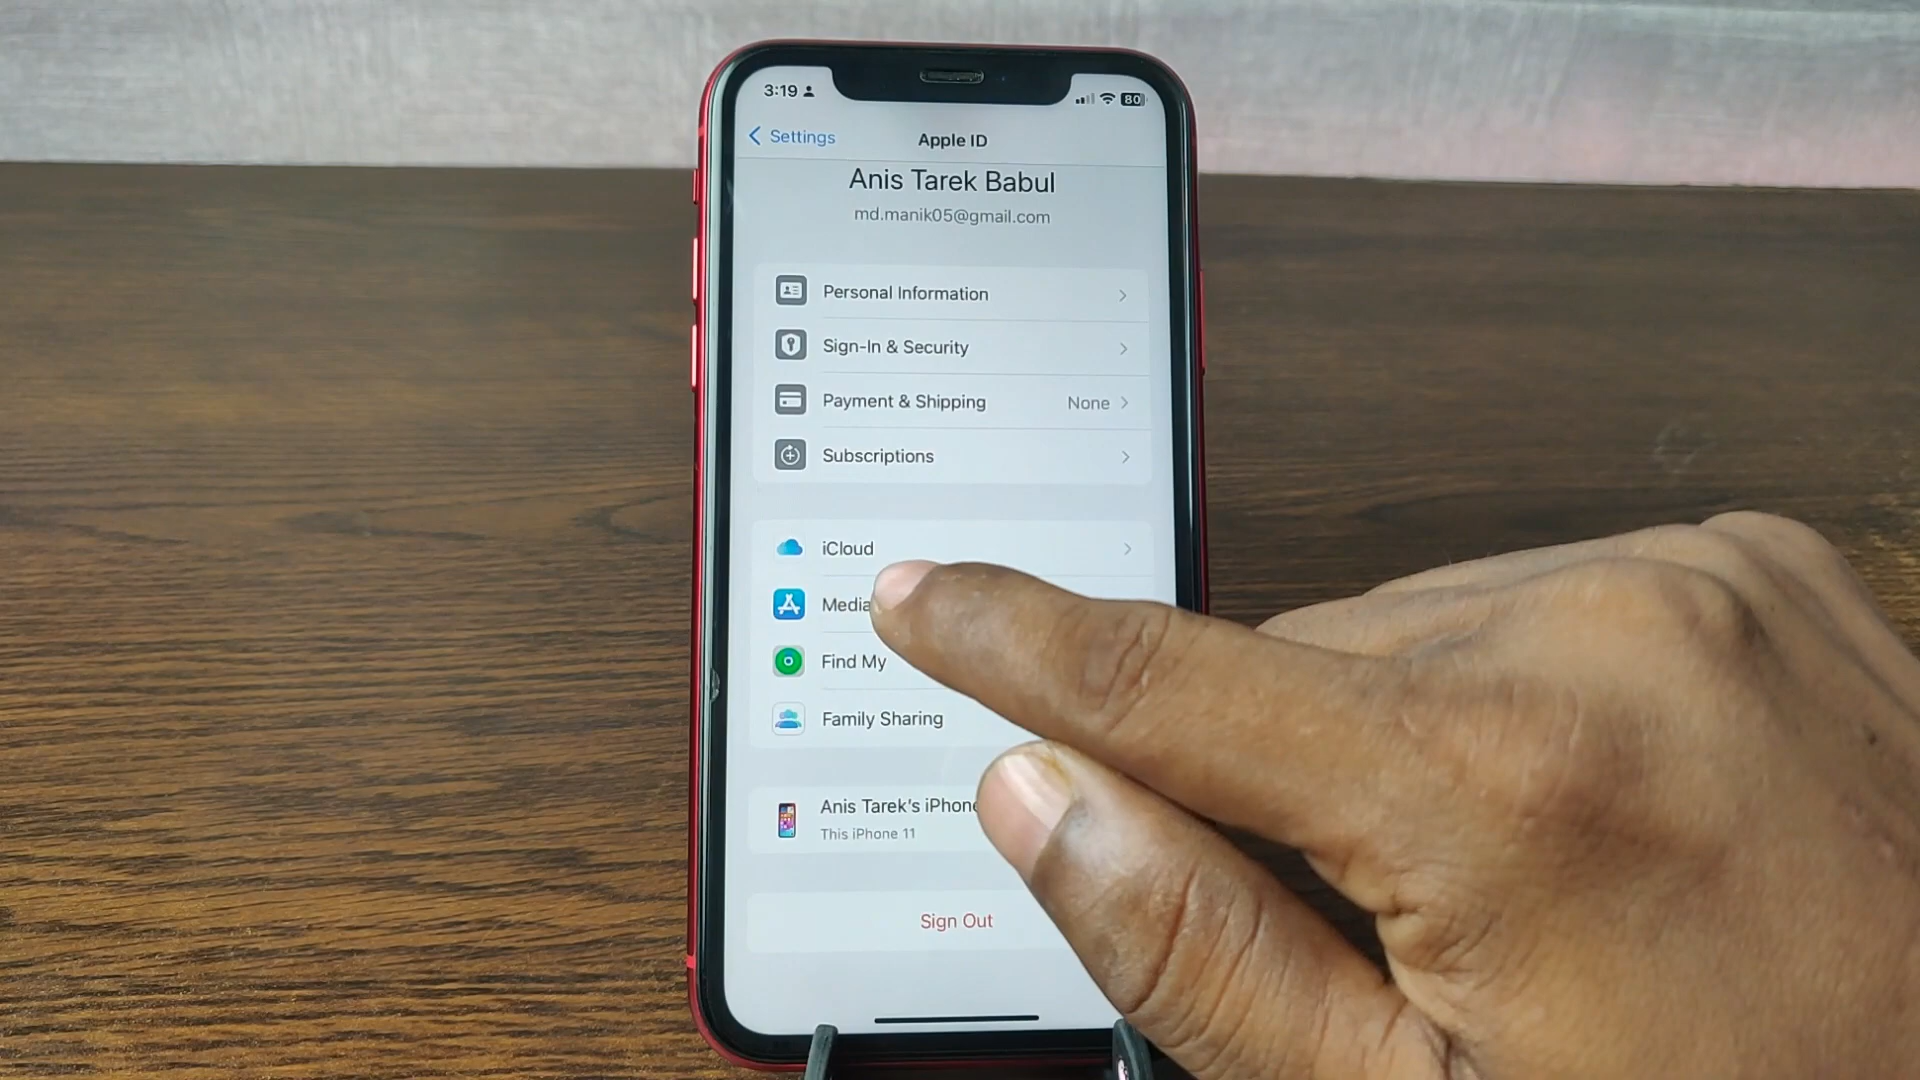 3:19 80
Settings Apple ID
Anis Tarek Babul
md.manik05@gmail.com
Personal Information
Sign-In & Security
Payment & Shipping None
Subscriptions
iCloud
Media
Find My
Family Sharing
Anis Tarek's iPhone
This iPhone 11
Sign Out